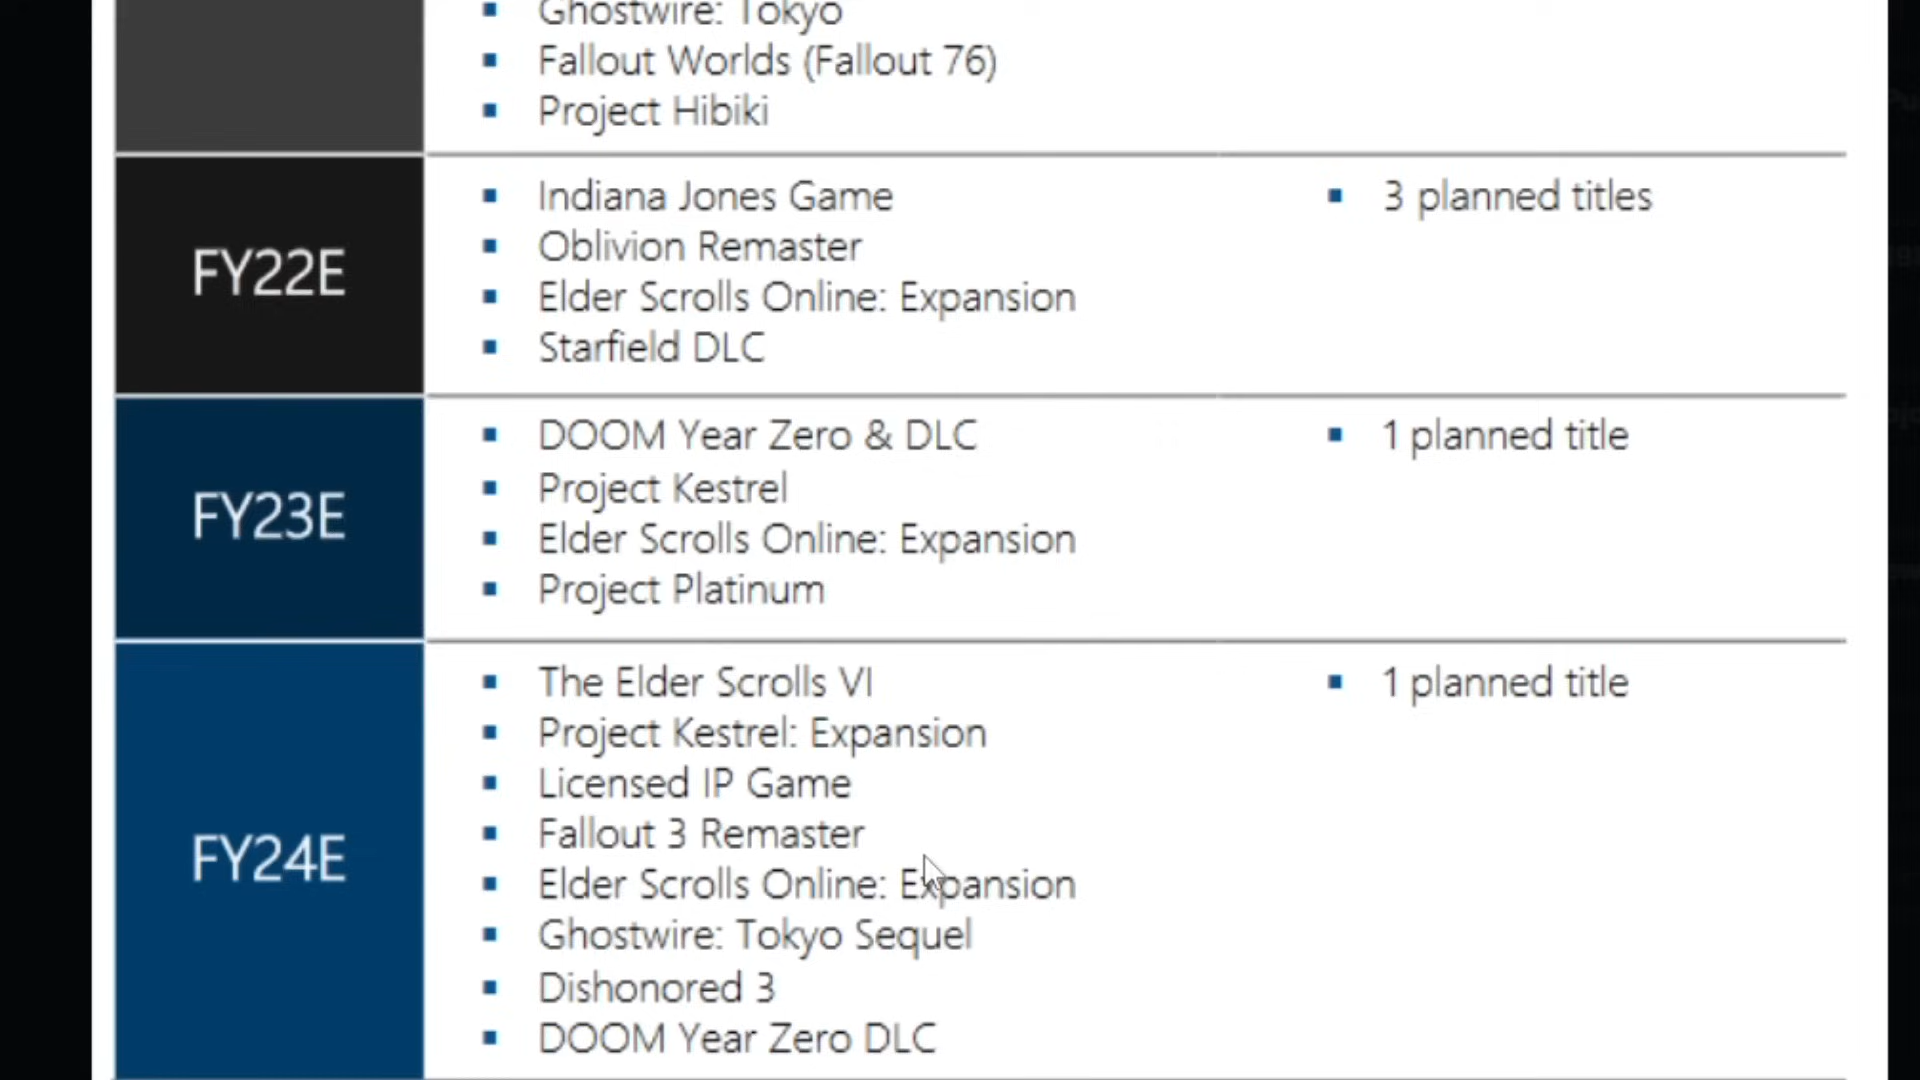 Ghostwire: Tokyo
Fallout Worlds (Fallout 76)
Project Hibiki
FY22E
Indiana Jones Game
Oblivion Remaster
Elder Scrolls Online: Expansion
Starfield DLC
3 planned titles
FY23E
DOOM Year Zero & DLC
Project Kestrel
Elder Scrolls Online: Expansion
Project Platinum
1 planned title
FY24E
The Elder Scrolls VI
Project Kestrel: Expansion
Licensed IP Game
Fallout 3 Remaster
Elder Scrolls Online: Expansion
Ghostwire: Tokyo Sequel
Dishonored 3
DOOM Year Zero DLC
1 planned title